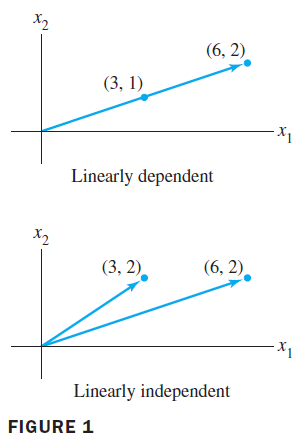 x₂
(6, 2)
(3, 1)
x₁
Linearly dependent
x₂
(3, 2)
(6, 2)
x₁
Linearly independent
FIGURE 1